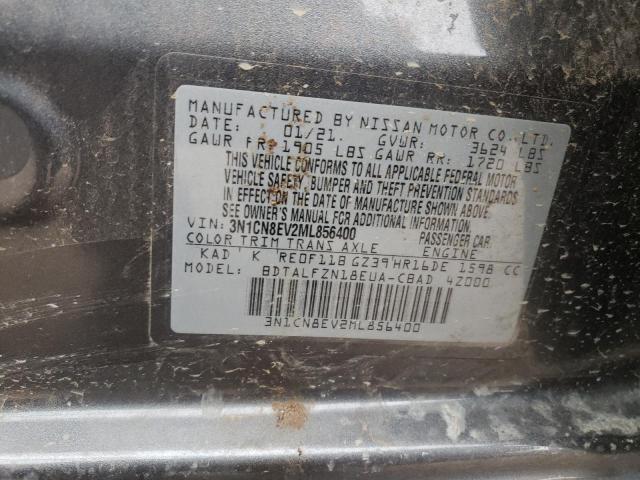 MANUFACTURED BY NISSAN MOTOR CO., LTD.
DATE: 01/21. GVWR: 3624 LBS
GAWR FR: 1905 LBS GAWR RR: 1720 LBS
THIS VEHICLE CONFORMS TO ALL APPLICABLE FEDERAL MOTOR
VEHICLE SAFETY, BUMPER AND THEFT PREVENTION STANDARDS
IN EFFECT ON THE DATE OF MANUFACTURE SHOWN ABOVE.
SEE OWNER'S MANUAL FOR ADDITIONAL INFORMATION.
VIN: 3N1CN8EV2ML856400 PASSENGER CAR.
COLOR TRIM TRANS AXLE ENGINE
KAD K RE0F11B GZ39 HR16DE 1598 CC
MODEL: BDTALFZN18EUA-CBAD 4Z000
3N1CN8EV2ML856400